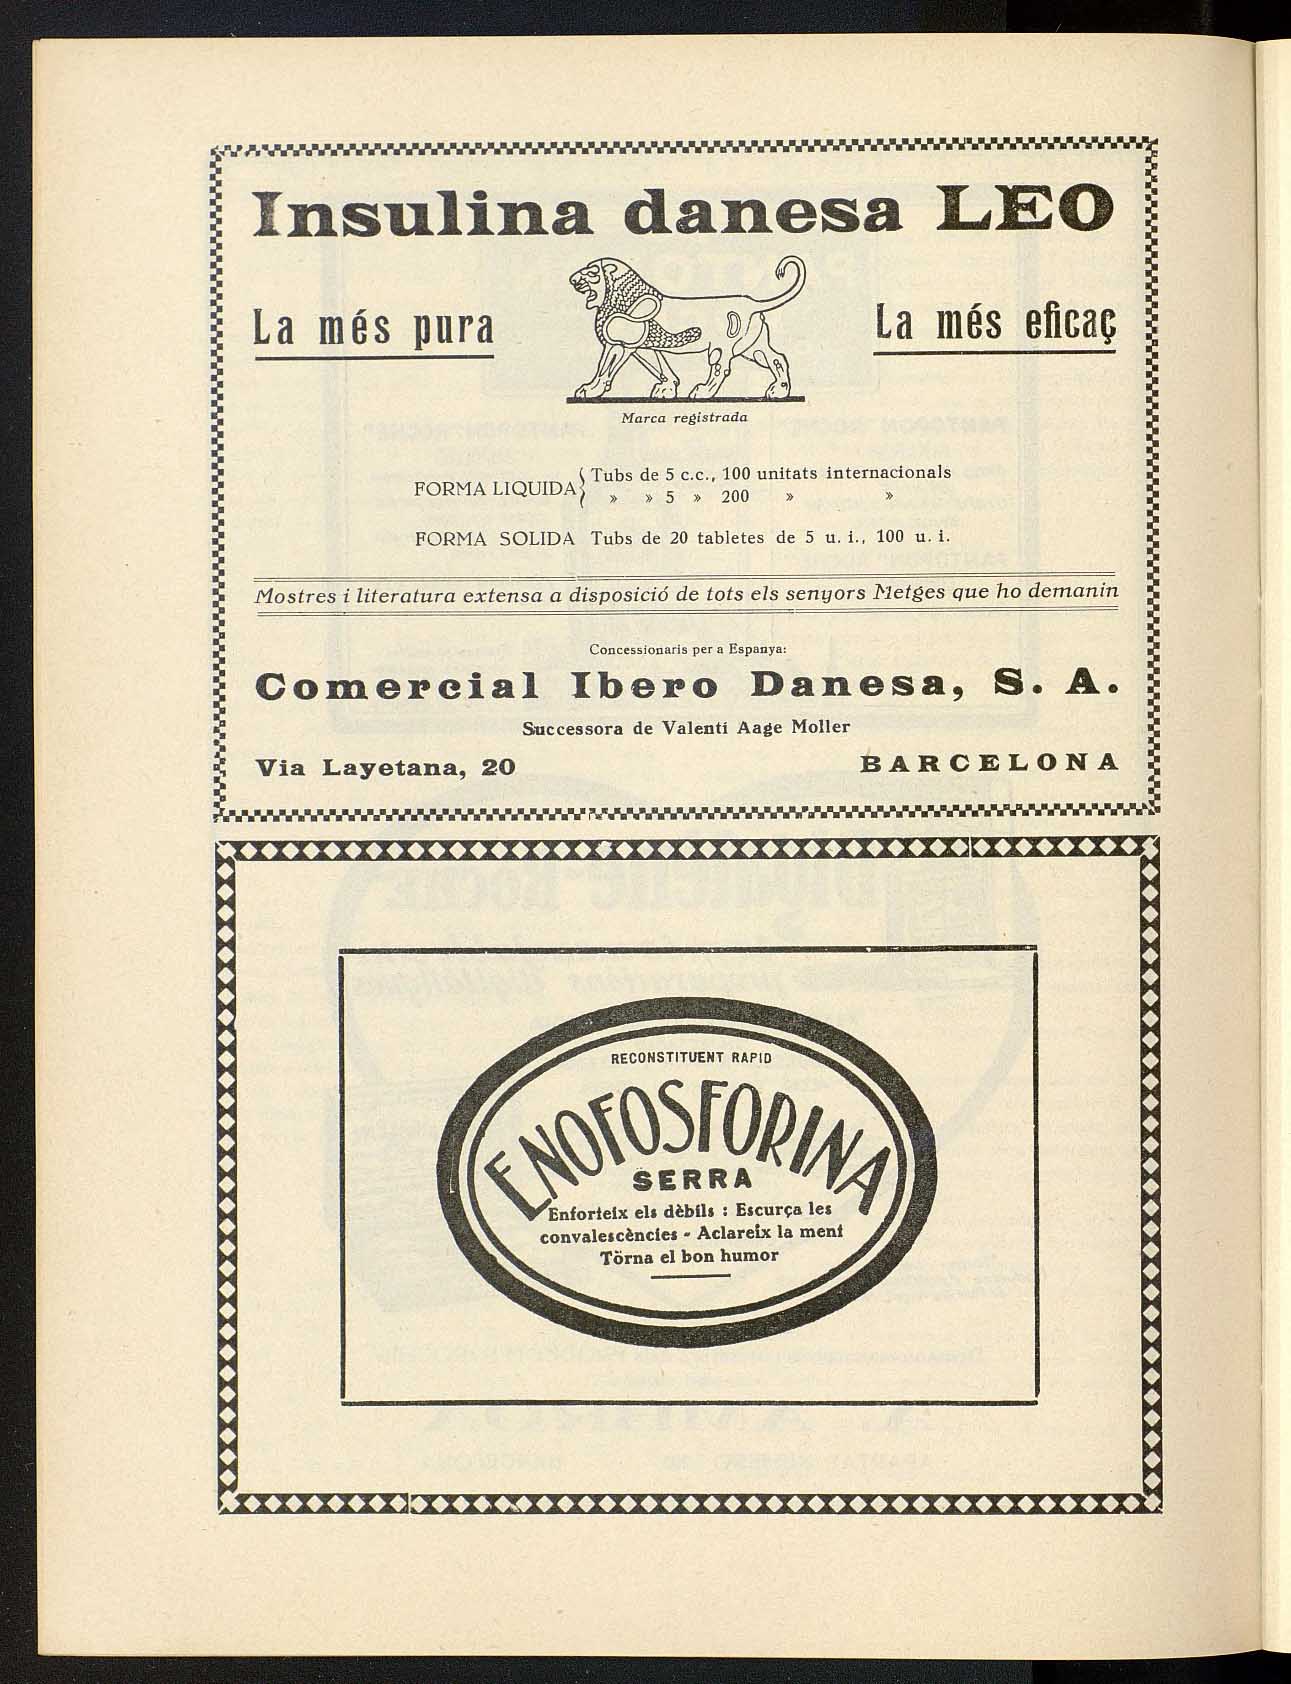 Insulina danesa LEO
La més pura
La més eficaç
Marca registrada
FORMA LIQUIDA { Tubs de 5 c.c., 100 unitats internacionals
» » 5 » 200 » »
FORMA SOLIDA Tubs de 20 tabletes de 5 u. i., 100 u. i.
Mostres i literatura extensa a disposició de tots els senyors Metges que ho demanin
Concessionaris per a Espanya:
Comercial Ibero Danesa, S. A.
Successora de Valentí Aage Moller
Via Layetana, 20 BARCELONA
RECONSTITUENT RAPID
ENOFOSFORINA
SERRA
Enforteix els dèbils : Escurça les
convalescències - Aclareix la ment
Törna el bon humor